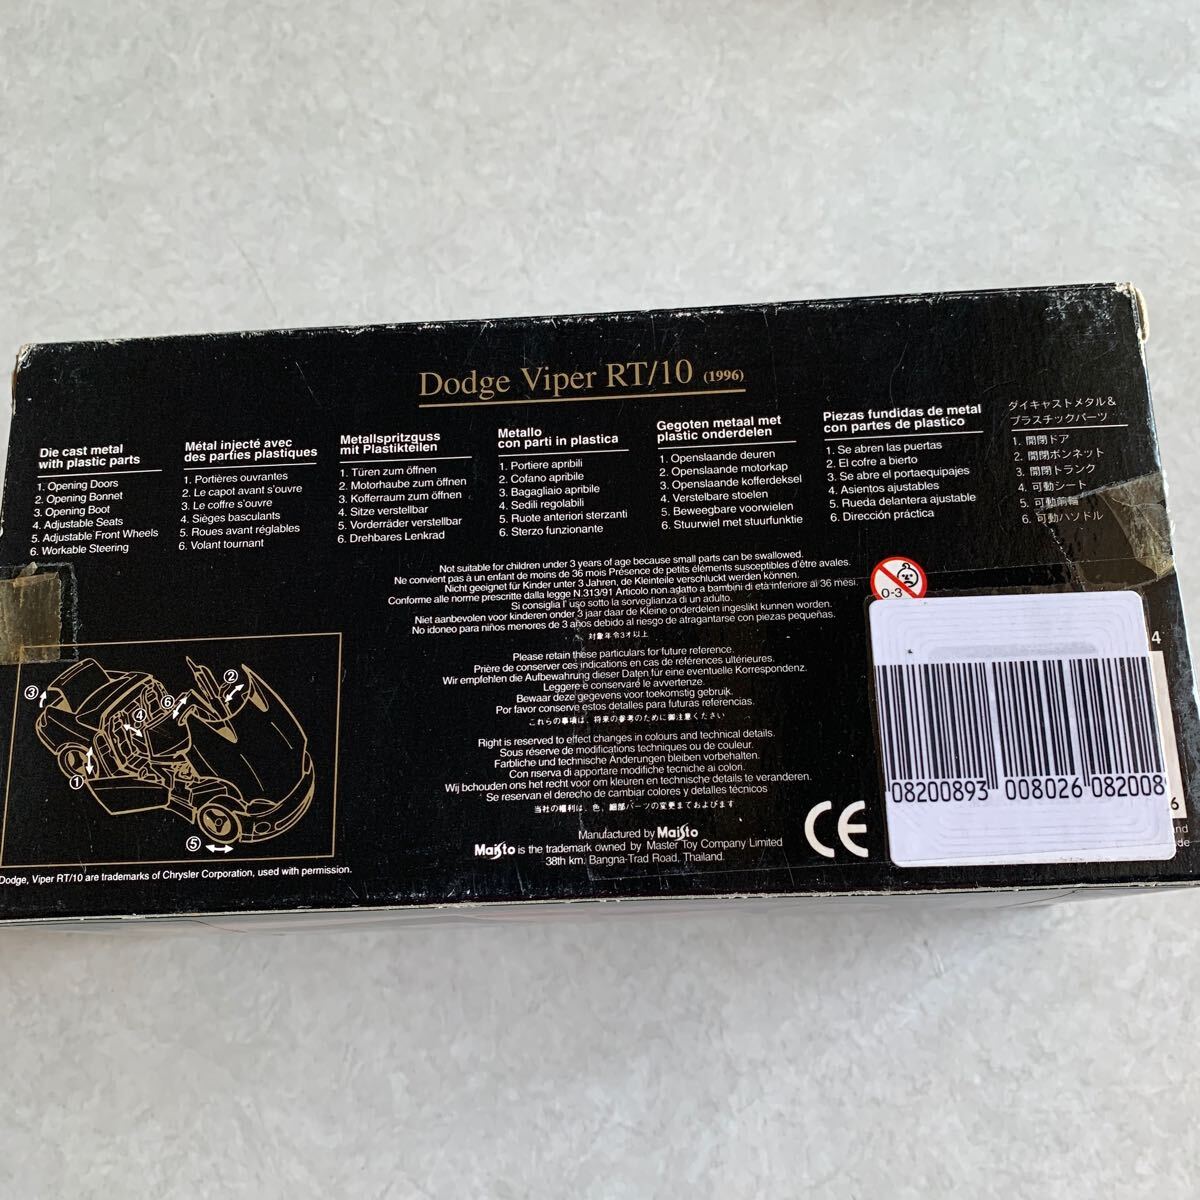 Dodge Viper RT/10 (1996)
Die cast metal
with plastic parts
1. Opening Doors
2. Opening Bonnet
3. Opening Boot
4. Adjustable Seats
5. Adjustable Front Wheels
6. Workable Steering
Métal injecté avec
des parties plastiques
1. Portières ouvrantes
2. Le capot avant s'ouvre
3. Le coffre s'ouvre
4. Sièges basculants
5. Roues avant réglables
6. Volant tournant
Metallspritzguss
mit Plastikteilen
1. Türen zum öffnen
2. Motorhaube zum öffnen
3. Kofferraum zum öffnen
4. Sitze verstellbar
5. Vorderräder verstellbar
6. Drehbares Lenkrad
Metallo
con parti in plastica
1. Portiere apribili
2. Cofano apribile
3. Bagagliaio apribile
4. Sedili regolabili
5. Ruote anteriori sterzanti
6. Sterzo funzionante
Gegoten metaal met
plastic onderdelen
1. Openslaande deuren
2. Openslaande motorkap
3. Openslaande kofferdeksel
4. Verstelbare stoelen
5. Beweegbare voorwielen
6. Stuurwiel met stuurfunktie
Piezas fundidas de metal
con partes de plastico
1. Se abren las puertas
2. El cofre a bierto
3. Se abre el portaequipajes
4. Asientos ajustables
5. Rueda delantera ajustable
6. Dirección práctica
ダイキャストメタル&
プラスチックパーツ
1. 開閉ドア
2. 開閉ボンネット
3. 開閉トランク
4. 可動シート
5. 可動前輪
6. 可動ハンドル
Not suitable for children under 3 years of age because small parts can be swallowed.
Ne convient pas à un enfant de moins de 36 mois Présence de petits éléments susceptibles d'être avales.
Nicht geeignet für Kinder unter 3 Jahren, de Kleinteile verschluckt werden können.
Conforme alle norme prescritte dalla legge N.313/91 Articolo non adatto a bambini di età inferiore ai 36 mesi.
Si consiglia l' uso sotto la sorveglianza di un adulto.
Niet aanbevolen voor kinderen onder 3 jaar daar de Kleine onderdelen ingeslikt kunnen worden.
No idoneo para niños menores de 3 años debido al riesgo de atragantarse con piezas pequeñas.
対象年令3才以上
0-3
Please retain these particulars for future reference.
Prière de conserver ces indications en cas de références ultérieures.
Wir empfehlen die Aufbewahrung dieser Daten für eine eventuelle Korrespondenz.
Leggere e conservare le avvertenze.
Bewaar deze gegevens voor toekomstig gebruik.
Por favor conserve estos detalles para futuras referencias.
これらの事項は、将来の参考のために御注意ください
Right is reserved to effect changes in colours and technical details.
Sous réserve de modifications techniques ou de couleur.
Farbliche und technische Änderungen bleiben vorbehalten.
Con riserva di apportare modifiche tecniche ai colori.
Wij bchouden ons het recht voor om kleuren en technische details te veranderen.
Se reservan el derecho de cambiar colores y detalles técnicos
当社の権利は、色、細部パーツの変更までおよびます
Manufactured by Maisto
Maisto is the trademark owned by Master Toy Company Limited
38th km. Bangna-Trad Road, Thailand.
CE
3
2
4
6
1
5
Dodge, Viper RT/10 are trademarks of Chrysler Corporation, used with permission.
4
08200893 008026 082008
6